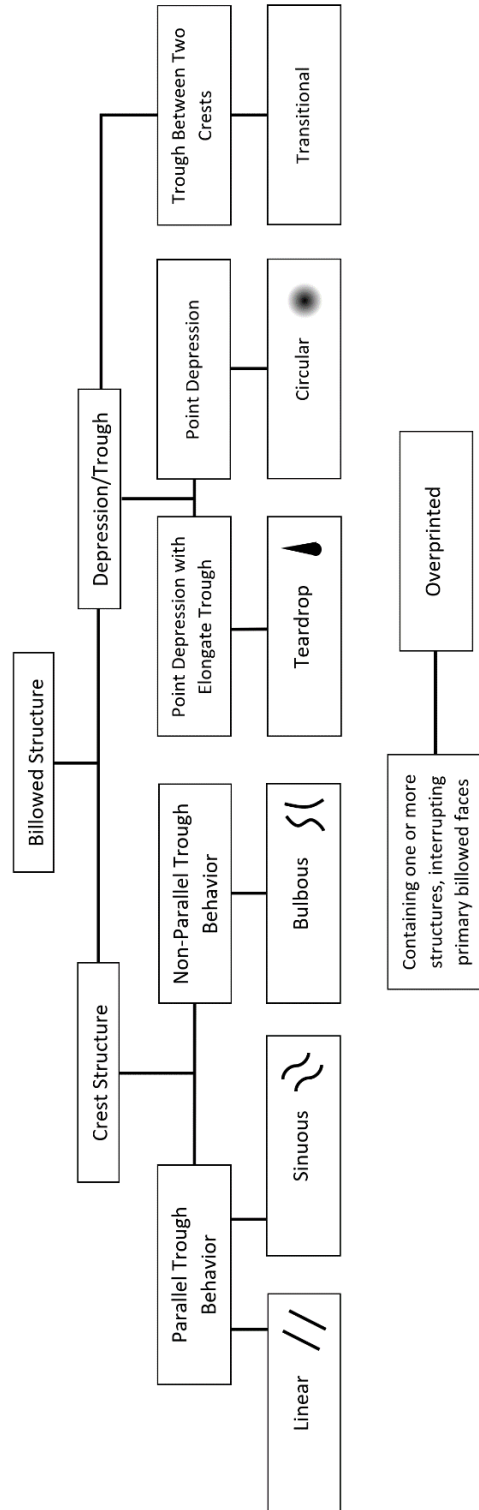 Billowed Structure
Crest Structure
Depression/Trough
Parallel Trough
Behavior
Non-Parallel Trough
Behavior
Point Depression with
Elongate Trough
Point Depression
Trough Between Two
Crests
Linear
Sinuous
Bulbous
Teardrop
Circular
Transitional
Containing one or more
structures, interrupting
primary billowed faces
Overprinted